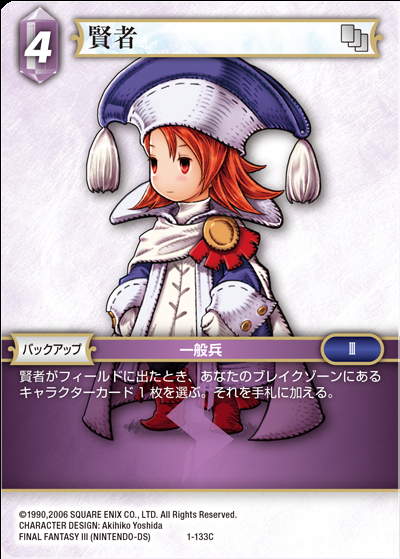 4
賢者
バックアップ
一般兵
III
賢者がフィールドに出たとき、あなたのブレイクゾーンにある
キャラクターカード1枚を選ぶ。それを手札に加える。
©1990,2006 SQUARE ENIX CO., LTD. All Rights Reserved.
CHARACTER DESIGN: Akihiko Yoshida
FINAL FANTASY III (NINTENDO-DS) 1-133C